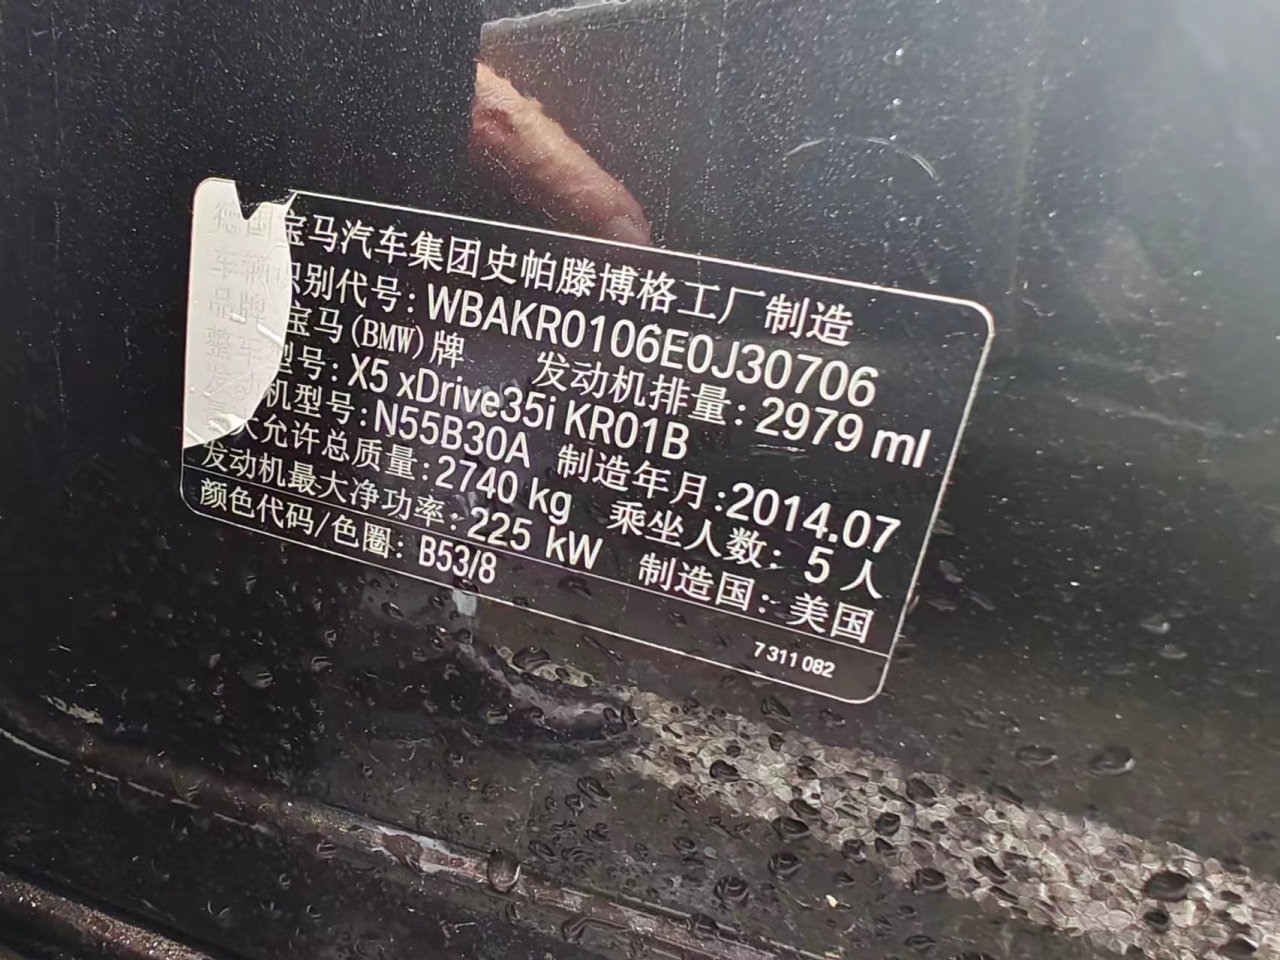 德国宝马汽车集团史帕滕博格工厂制造
车辆识别代号: WBAKR0106E0J30706
品牌 宝马(BMW)牌 发动机排量: 2979 ml
整车型号: X5 xDrive35i KR01B
发动机型号: N55B30A 制造年月:2014.07
最大允许总质量: 2740 kg 乘坐人数: 5 人
发动机最大净功率: 225 kW 制造国: 美国
颜色代码/色圈: B53/8
7 311 082